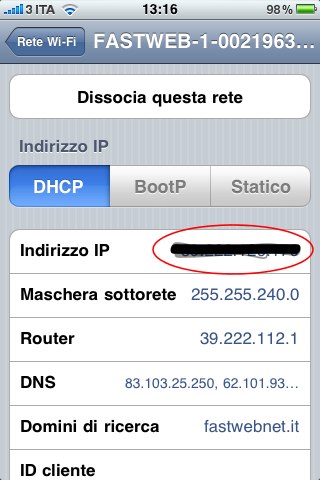 3 ITA 13:16 98%
Rete Wi-Fi FASTWEB-1-0021963...
Dissocia questa rete
Indirizzo IP
DHCP BootP Statico
Indirizzo IP
Maschera sottorete 255.255.240.0
Router 39.222.112.1
DNS 83.103.25.250, 62.101.93...
Domini di ricerca fastwebnet.it
ID cliente